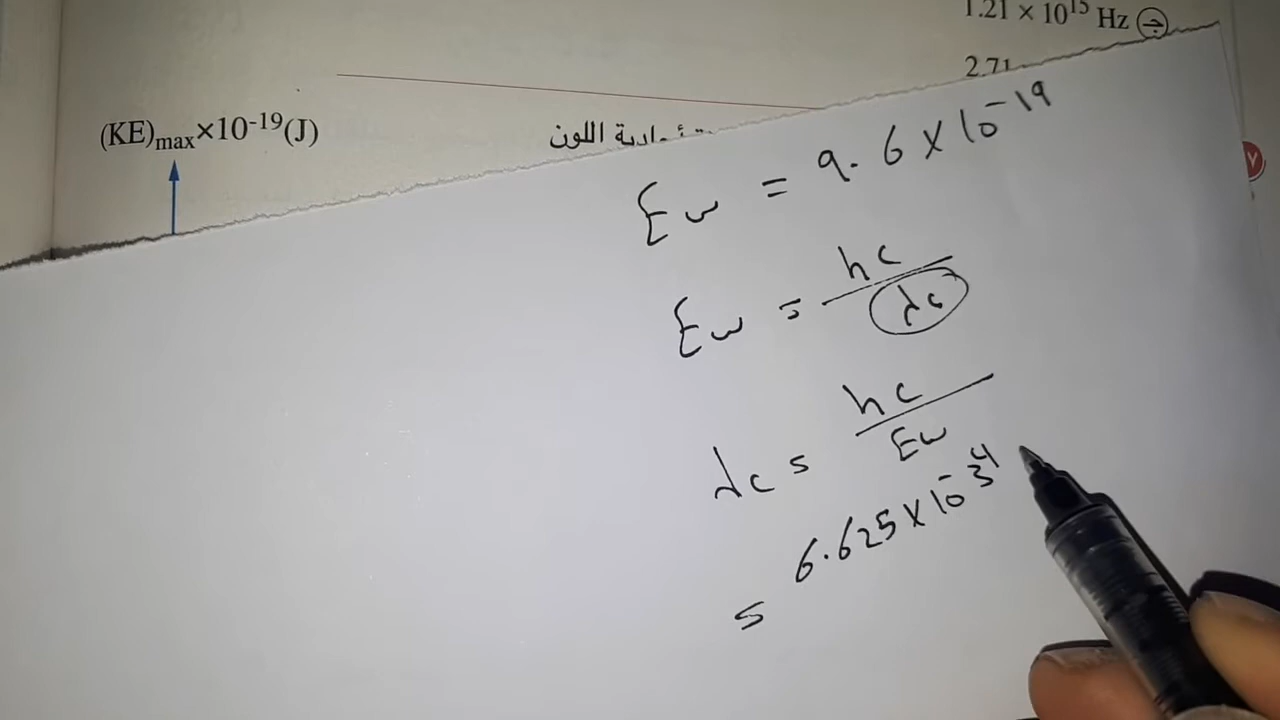 1.21 × 10¹⁵ Hz ج
2.71
(KE)max×10⁻¹⁹(J)
اللون
Ew = 9.6 × 10⁻¹⁹
Ew = hc / λc
λc = hc / Ew
= 6.625 × 10⁻³⁴
٧